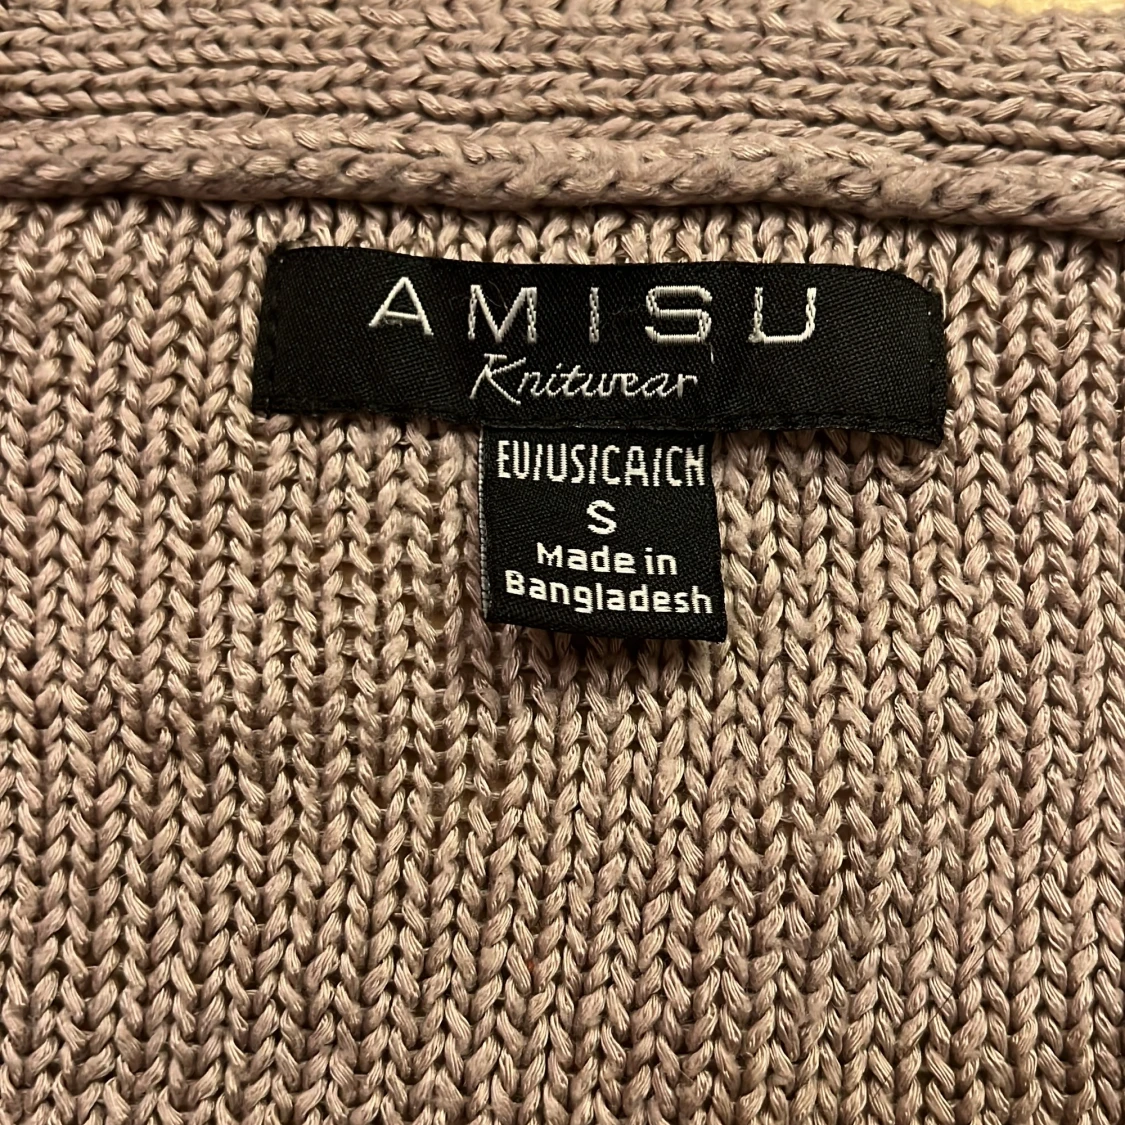 AMISU
Knitwear
EU/US/CA/CN
S
Made in
Bangladesh